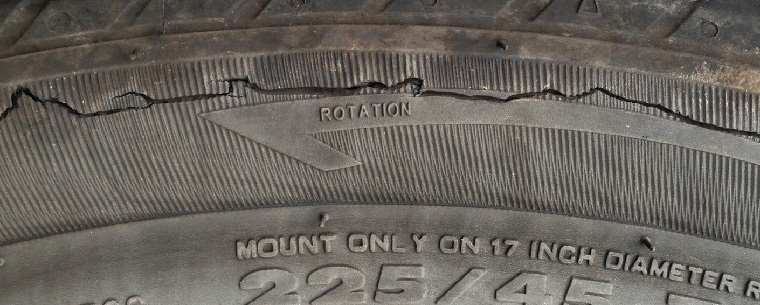 ROTATION
MOUNT ONLY ON 17 INCH DIAMETER
225/45